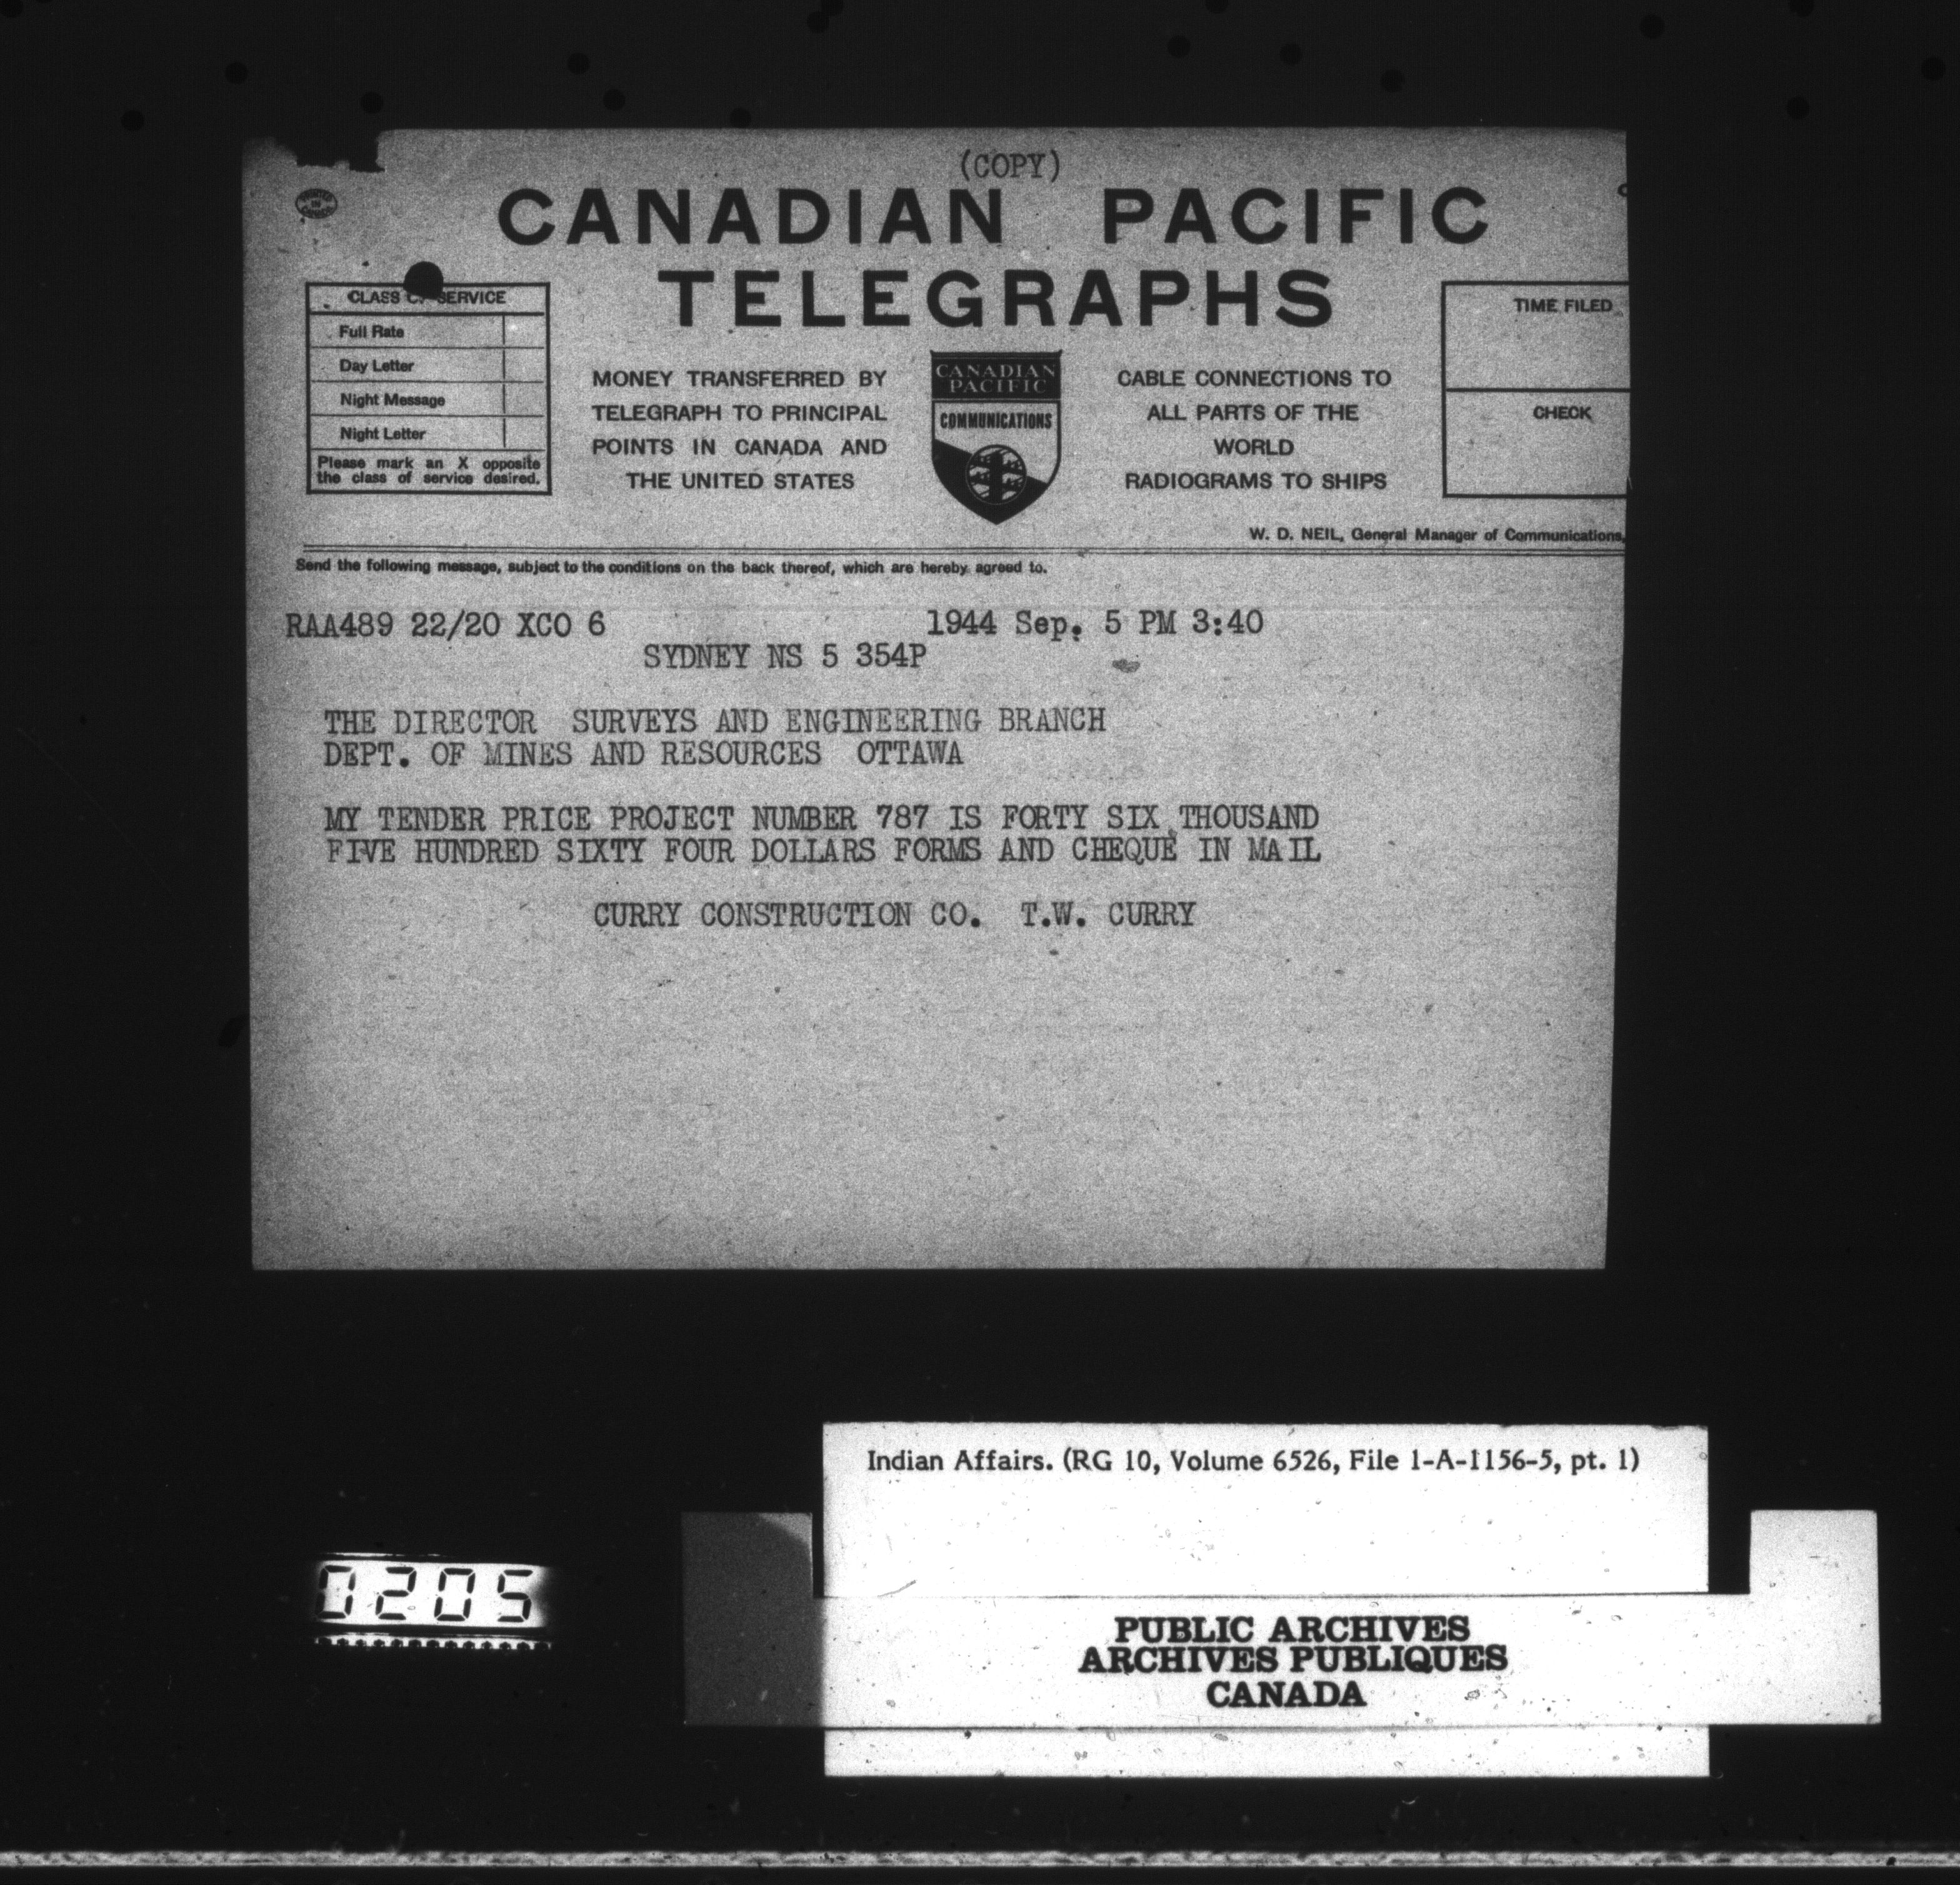 (COPY)
CANADIAN PACIFIC
TELEGRAPHS
CLASS OF SERVICE
Full Rate
Day Letter
Night Message
Night Letter
Please mark an X opposite
the class of service desired.
MONEY TRANSFERRED BY
TELEGRAPH TO PRINCIPAL
POINTS IN CANADA AND
THE UNITED STATES
CANADIAN
PACIFIC
COMMUNICATIONS
CABLE CONNECTIONS TO
ALL PARTS OF THE
WORLD
RADIOGRAMS TO SHIPS
TIME FILED
CHECK
W. D. NEIL, General Manager of Communications,
Send the following message, subject to the conditions on the back thereof, which are hereby agreed to.
RAA489 22/20 XCO 6 1944 Sep. 5 PM 3:40
SYDNEY NS 5 354P
THE DIRECTOR SURVEYS AND ENGINEERING BRANCH
DEPT. OF MINES AND RESOURCES OTTAWA
MY TENDER PRICE PROJECT NUMBER 787 IS FORTY SIX THOUSAND
FIVE HUNDRED SIXTY FOUR DOLLARS FORMS AND CHEQUE IN MAIL
CURRY CONSTRUCTION CO. T.W. CURRY
Indian Affairs. (RG 10, Volume 6526, File 1-A-1156-5, pt. 1)
0205
PUBLIC ARCHIVES
ARCHIVES PUBLIQUES
CANADA